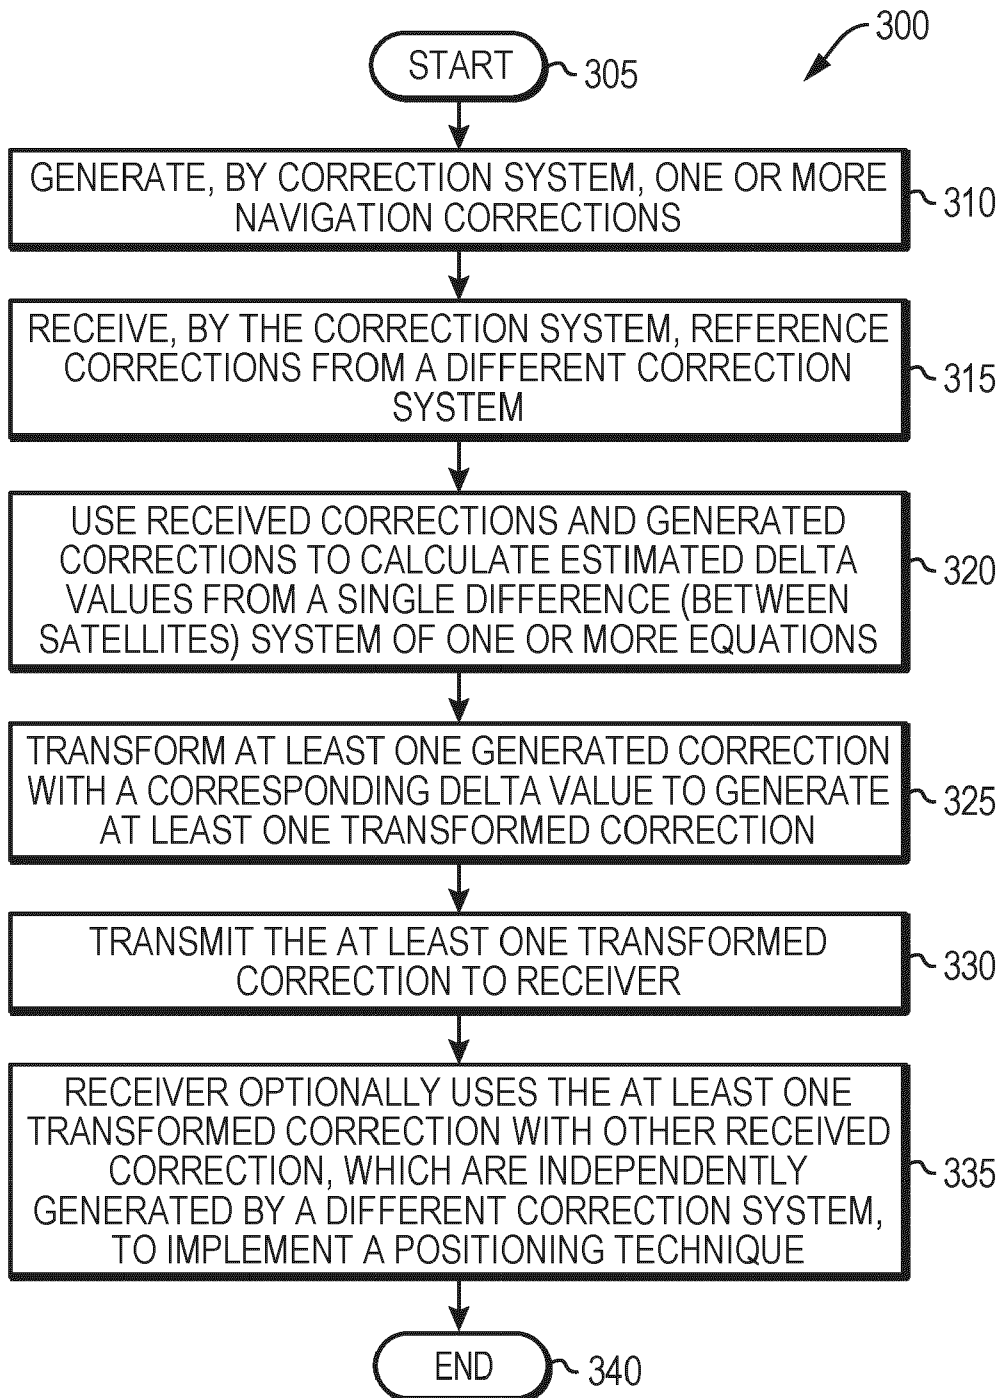 300
START
305
GENERATE, BY CORRECTION SYSTEM, ONE OR MORE
NAVIGATION CORRECTIONS
310
RECEIVE, BY THE CORRECTION SYSTEM, REFERENCE
CORRECTIONS FROM A DIFFERENT CORRECTION
SYSTEM
315
USE RECEIVED CORRECTIONS AND GENERATED
CORRECTIONS TO CALCULATE ESTIMATED DELTA
VALUES FROM A SINGLE DIFFERENCE (BETWEEN
SATELLITES) SYSTEM OF ONE OR MORE EQUATIONS
320
TRANSFORM AT LEAST ONE GENERATED CORRECTION
WITH A CORRESPONDING DELTA VALUE TO GENERATE
AT LEAST ONE TRANSFORMED CORRECTION
325
TRANSMIT THE AT LEAST ONE TRANSFORMED
CORRECTION TO RECEIVER
330
RECEIVER OPTIONALLY USES THE AT LEAST ONE
TRANSFORMED CORRECTION WITH OTHER RECEIVED
CORRECTION, WHICH ARE INDEPENDENTLY
GENERATED BY A DIFFERENT CORRECTION SYSTEM,
TO IMPLEMENT A POSITIONING TECHNIQUE
335
END
340